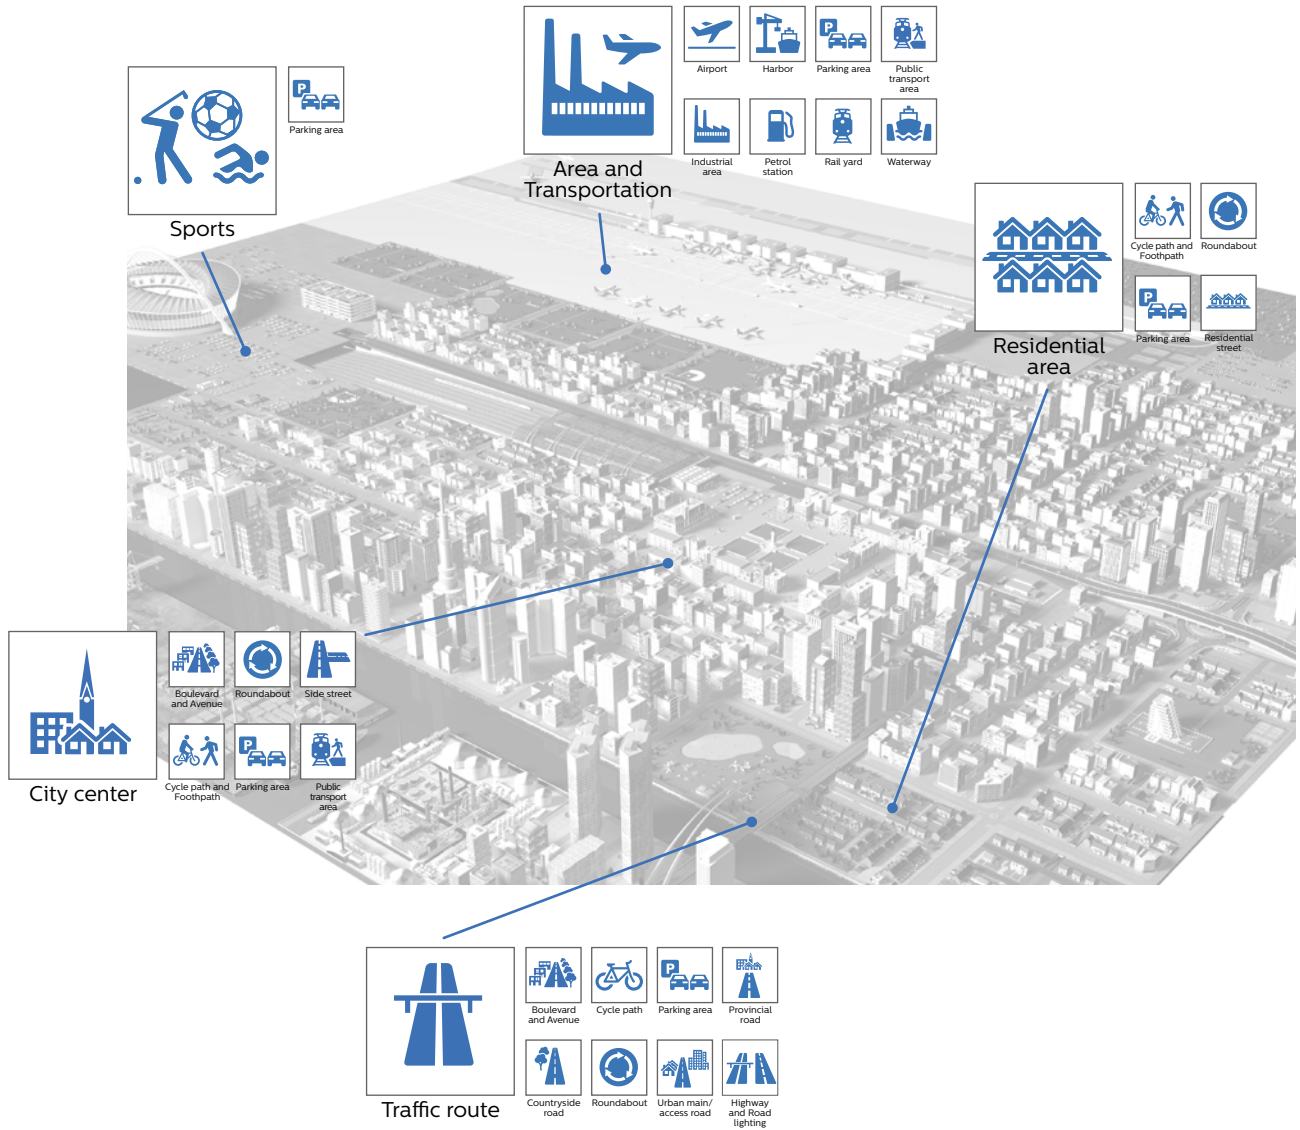 Airport
Harbor
Parking area
Public
transport
area
Industrial
area
Petrol
station
Rail yard
Waterway
Area and
Transportation
P
Parking area
Sports
Cycle path and
Footpath
Roundabout
P
Parking area
Residential
street
Residential
area
Boulevard
and Avenue
Roundabout
Side street
Cycle path and
Footpath
P
Parking area
Public
transport
area
City center
Boulevard
and Avenue
Cycle path
P
Parking area
Provincial
road
Countryside
road
Roundabout
Urban main/
access road
Highway
and Road
lighting
Traffic route
P